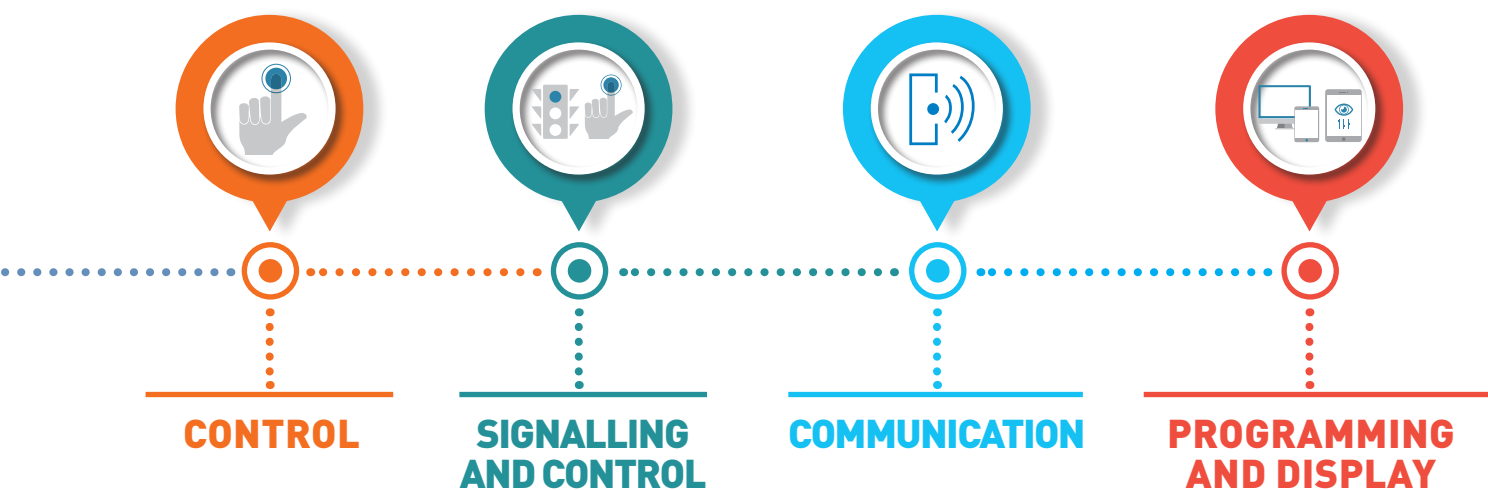 CONTROL
SIGNALLING
AND CONTROL
COMMUNICATION
PROGRAMMING
AND DISPLAY